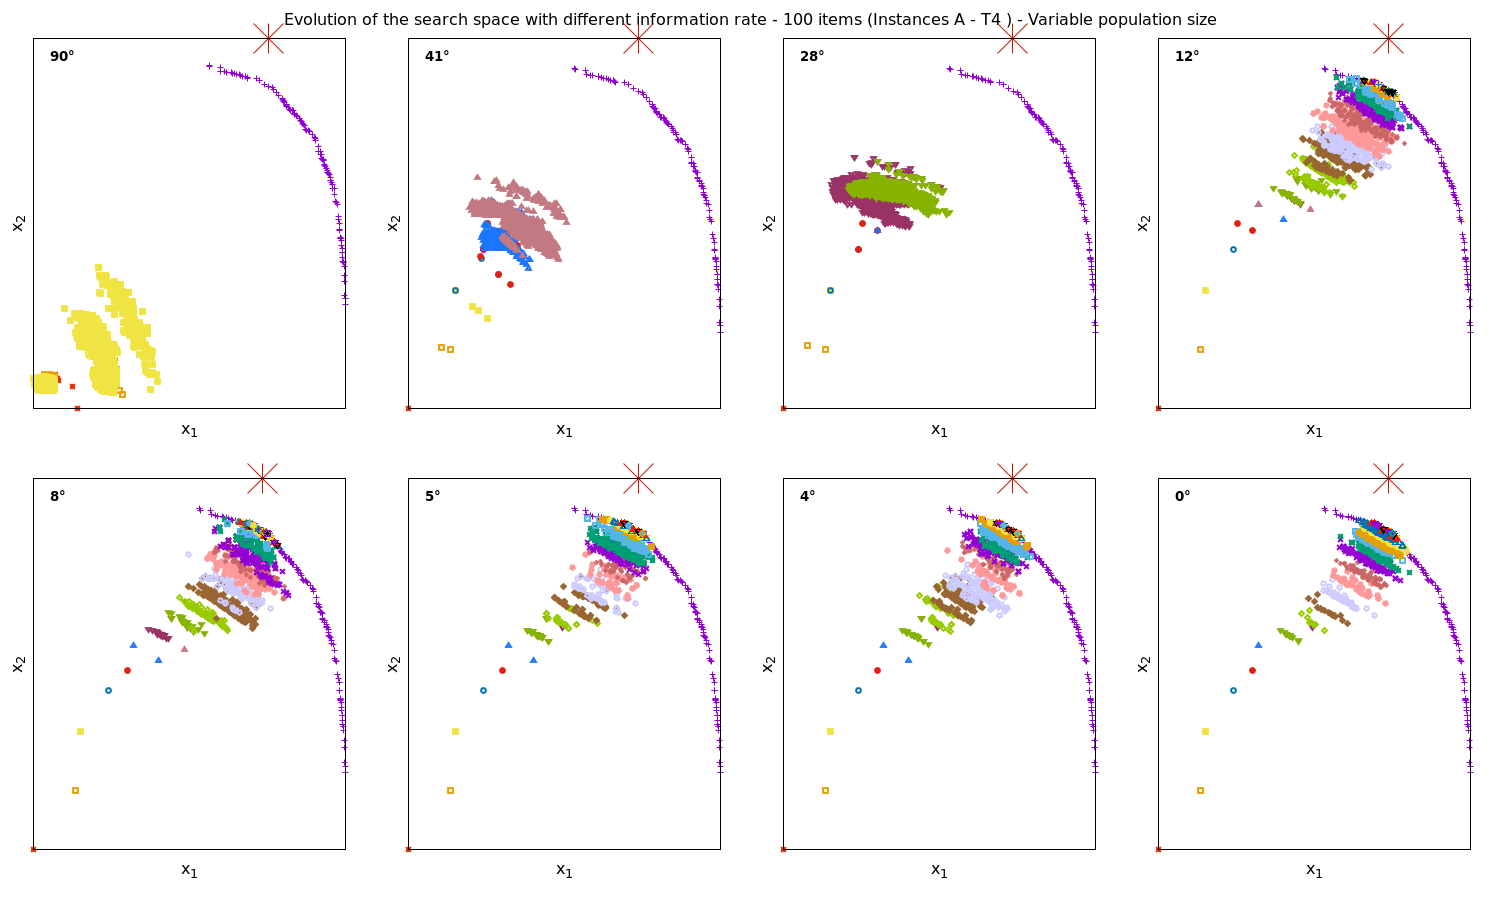 Evolution of the search space with different information rate - 100 items (Instances A - T4 ) - Variable population size
90° 41° 28° 12°
x2 x2 x2 x2
x1 x1 x1 x1
8° 5° 4° 0°
x2 x2 x2 x2
x1 x1 x1 x1